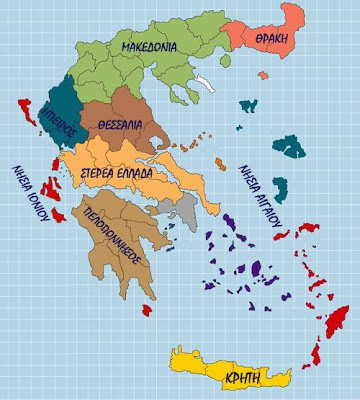 ΘΡΑΚΗ
ΜΑΚΕΔΟΝΙΑ
ΗΠΕΙΡΟΣ
ΘΕΣΣΑΛΙΑ
ΣΤΕΡΕΑ ΕΛΛΑΔΑ
ΝΗΣΙΑ ΙΟΝΙΟΥ
ΝΗΣΙΑ ΑΙΓΑΙΟΥ
ΠΕΛΟΠΟΝΝΗΣΟΣ
ΚΡΗΤΗ